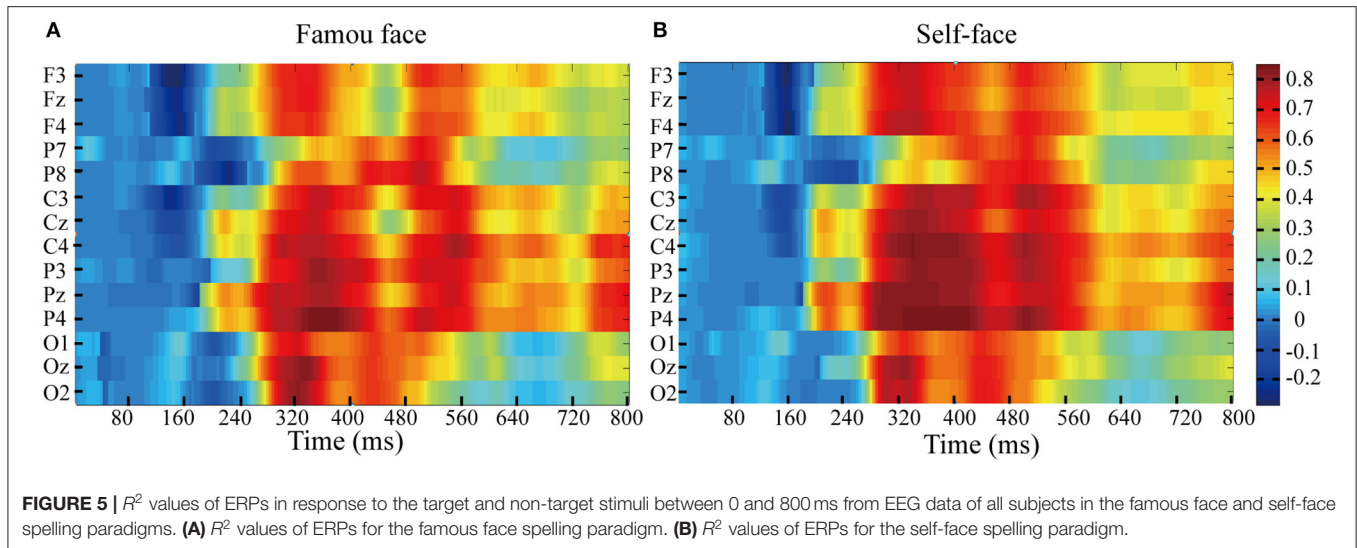 A
Famou face
F3
Fz
F4
P7
P8
C3
Cz
C4
P3
Pz
P4
O1
Oz
O2
80 160 240 320 400 480 560 640 720 800
Time (ms)
B
Self-face
F3
Fz
F4
P7
P8
C3
Cz
C4
P3
Pz
P4
O1
Oz
O2
80 160 240 320 400 480 560 640 720 800
Time (ms)
0.8
0.7
0.6
0.5
0.4
0.3
0.2
0.1
0
-0.1
-0.2
FIGURE 5 | R² values of ERPs in response to the target and non-target stimuli between 0 and 800 ms from EEG data of all subjects in the famous face and self-face
spelling paradigms. (A) R² values of ERPs for the famous face spelling paradigm. (B) R² values of ERPs for the self-face spelling paradigm.